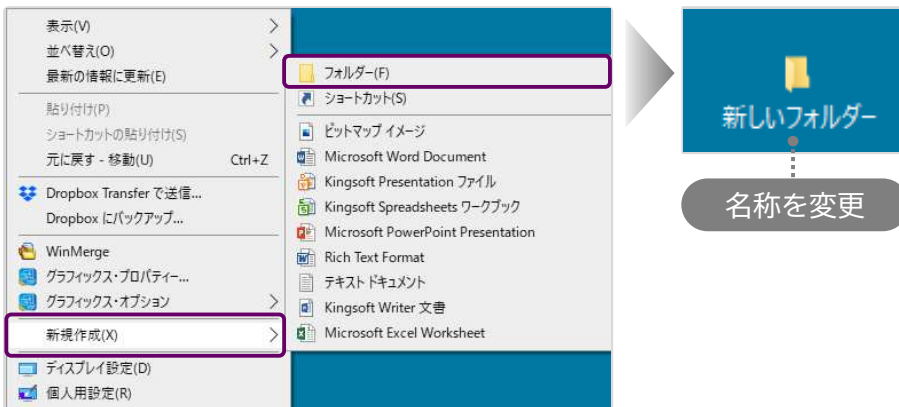 表示(V)
並べ替え(O)
最新の情報に更新(E)
貼り付け(P)
ショートカットの貼り付け(S)
元に戻す - 移動(U) Ctrl+Z
Dropbox Transfer で送信...
Dropbox にバックアップ...
WinMerge
グラフィックス・プロパティー...
グラフィックス・オプション
新規作成(X)
ディスプレイ設定(D)
個人用設定(R)
フォルダー(F)
ショートカット(S)
ビットマップ イメージ
Microsoft Word Document
Kingsoft Presentation ファイル
Kingsoft Spreadsheets ワークブック
Microsoft PowerPoint Presentation
Rich Text Format
テキスト ドキュメント
Kingsoft Writer 文書
Microsoft Excel Worksheet
新しいフォルダー
名称を変更